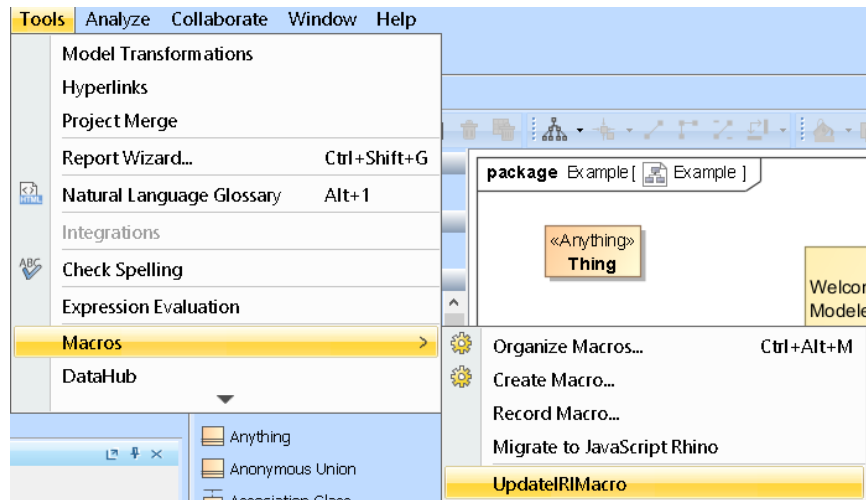 Tools Analyze Collaborate Window Help
Model Transformations
Hyperlinks
Project Merge
Report Wizard... Ctrl+Shift+G
Natural Language Glossary Alt+1
Integrations
Check Spelling
Expression Evaluation
Macros >
DataHub
package Example [ Example ]
«Anything»
Thing
Organize Macros... Ctrl+Alt+M
Create Macro...
Record Macro...
Migrate to JavaScript Rhino
UpdateIRIMacro
Anything
Anonymous Union
HTML
ABC